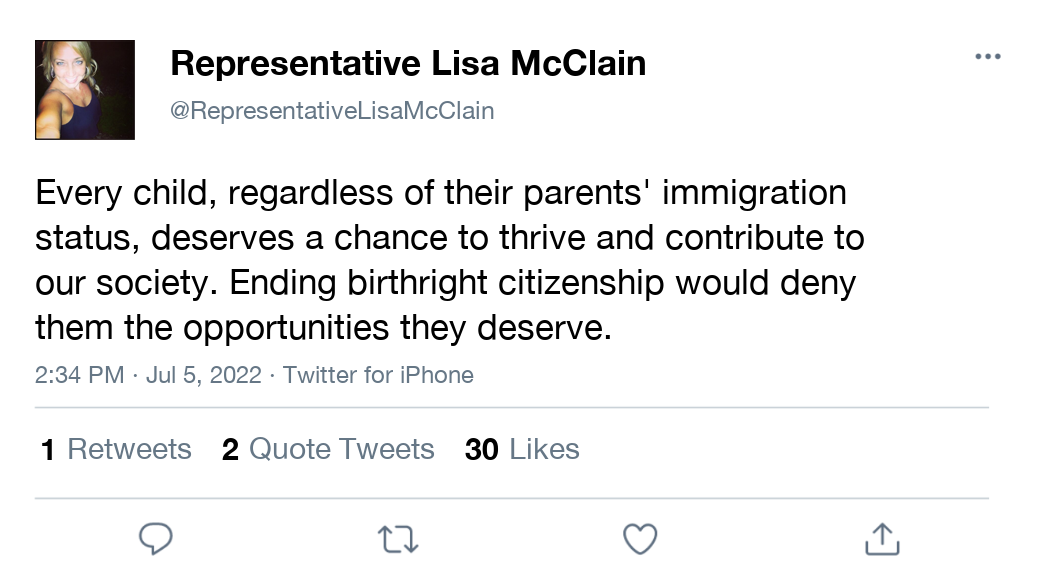 Representative Lisa McClain
@RepresentativeLisaMcClain
Every child, regardless of their parents' immigration
status, deserves a chance to thrive and contribute to
our society. Ending birthright citizenship would deny
them the opportunities they deserve.
2:34 PM · Jul 5, 2022 · Twitter for iPhone
1 Retweets 2 Quote Tweets 30 Likes